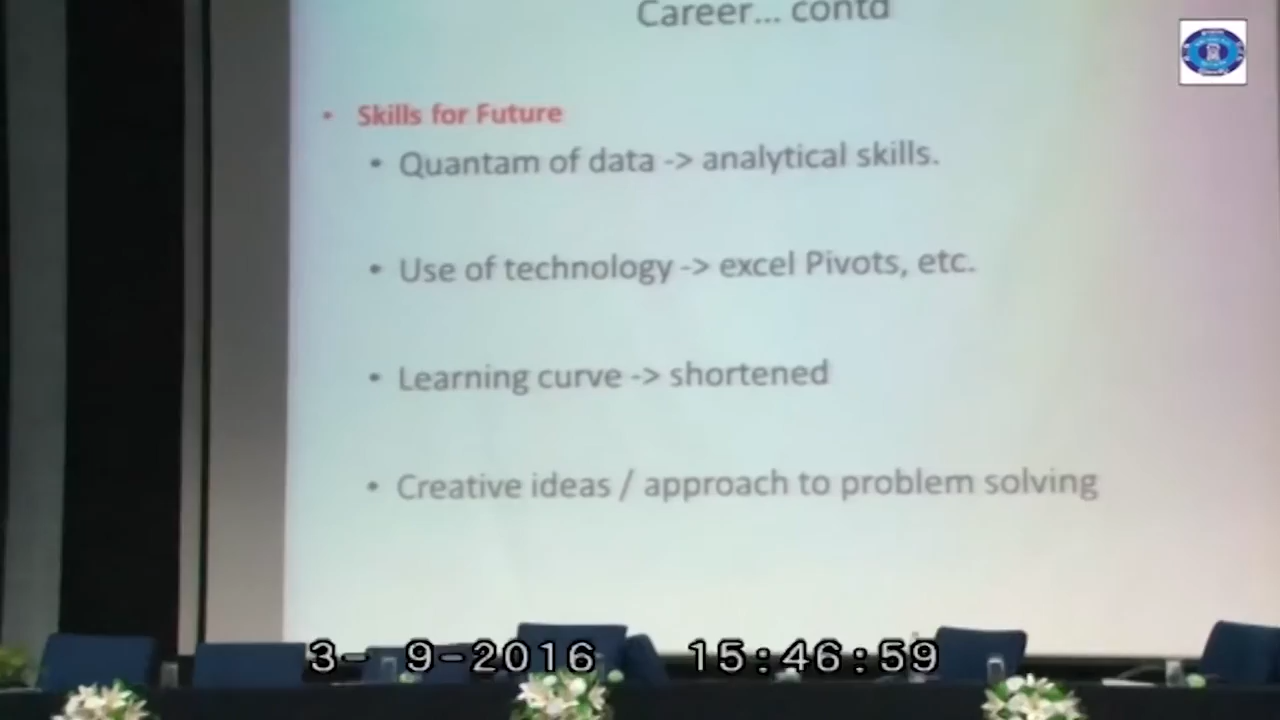 Career... contd
• Skills for Future
• Quantam of data -> analytical skills.
• Use of technology -> excel Pivots, etc.
• Learning curve -> shortened
• Creative ideas / approach to problem solving
3- 9-2016 15:46:59